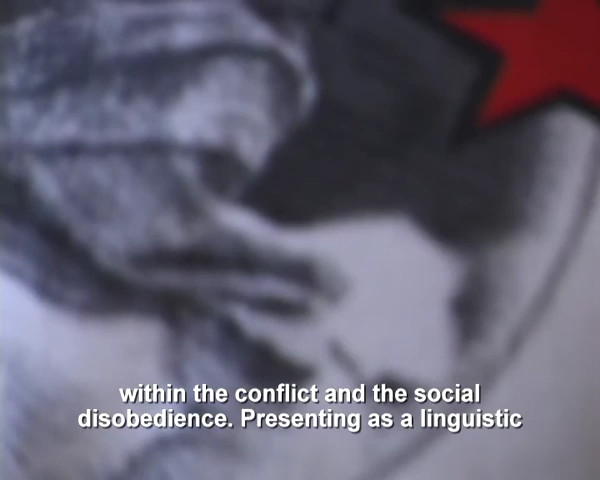 within the conflict and the social
disobedience. Presenting as a linguistic